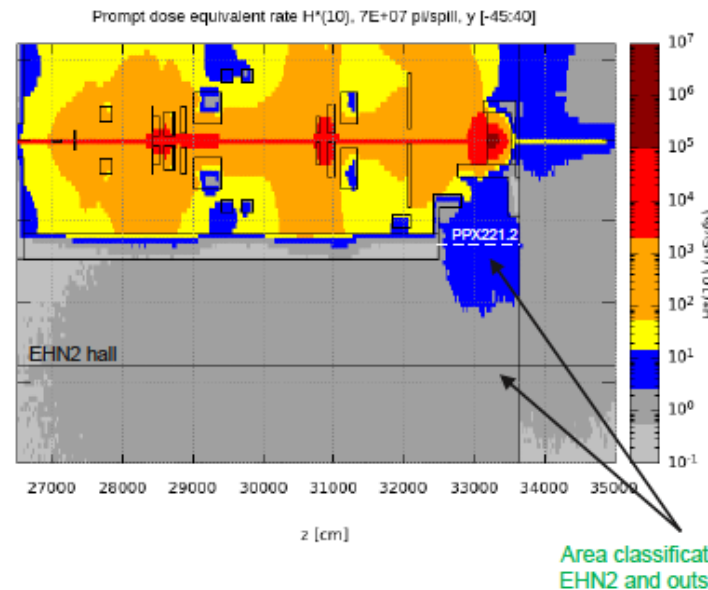 Prompt dose equivalent rate H*(10), 7E+07 pi/spill, y [-45:40]
10⁷
10⁶
10⁵
10⁴
10³
10²
10¹
10⁰
10⁻¹
PPX221.2
EHN2 hall
27000 28000 29000 30000 31000 32000 33000 34000 35000
z [cm]
Area classificat
EHN2 and outs